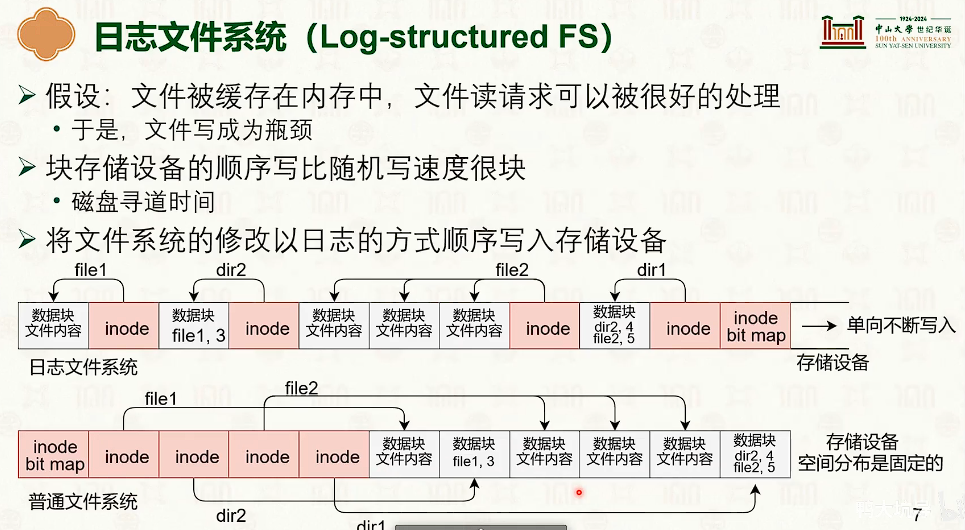 日志文件系统（Log-structured FS）
1924-2024
中山大学 世纪华诞
100th ANNIVERSARY
SUN YAT-SEN UNIVERSITY
假设：文件被缓存在内存中，文件读请求可以被很好的处理
• 于是，文件写成为瓶颈
块存储设备的顺序写比随机写速度很块
• 磁盘寻道时间
将文件系统的修改以日志的方式顺序写入存储设备
file1 dir2 file2 dir1
数据块 文件内容
inode
数据块 file1, 3
inode
数据块 文件内容
数据块 文件内容
数据块 文件内容
inode
数据块 dir2, 4 file2, 5
inode
inode bit map
单向不断写入
日志文件系统
存储设备
file1 file2
inode bit map
inode
inode
inode
inode
数据块 文件内容
数据块 file1, 3
数据块 文件内容
数据块 文件内容
数据块 文件内容
数据块 dir2, 4 file2, 5
存储设备
空间分布是固定的
普通文件系统
dir2
dir1
7